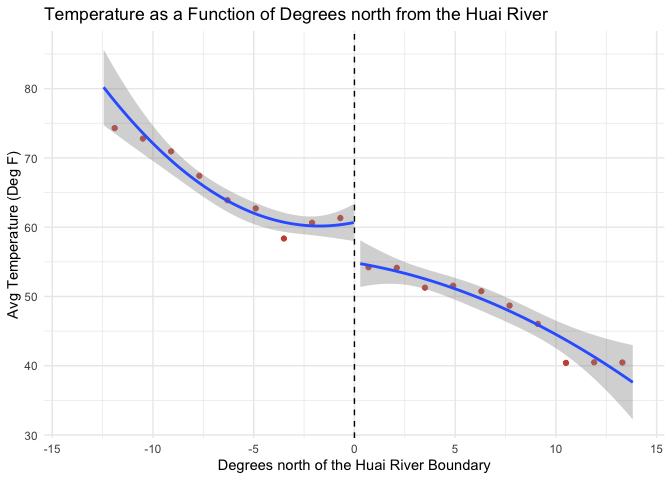 Temperature as a Function of Degrees north from the Huai River
Avg Temperature (Deg F)
80
70
60
50
40
30
-15 -10 -5 0 5 10 15
Degrees north of the Huai River Boundary